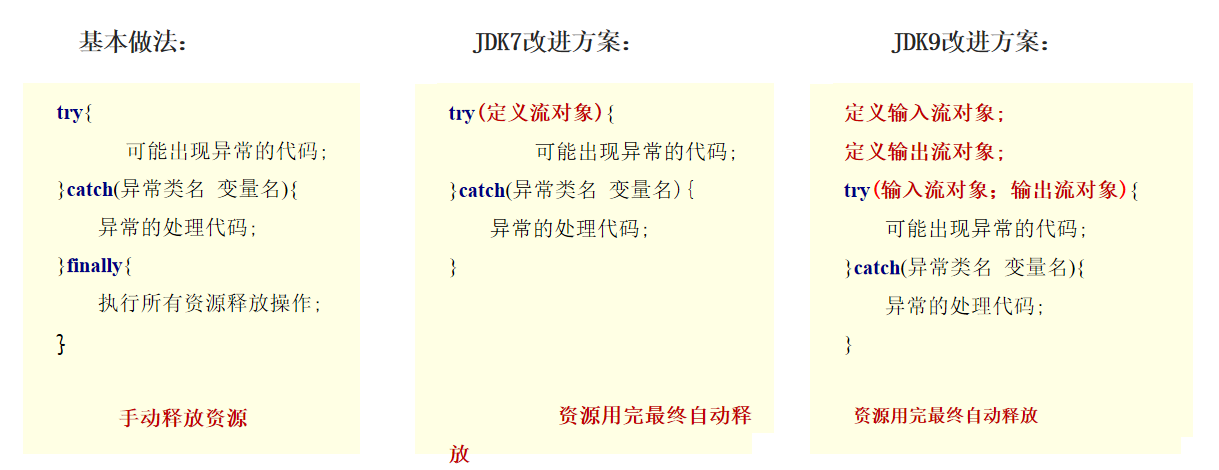 基本做法：
try{
可能出现异常的代码;
}catch(异常类名 变量名){
异常的处理代码;
}finally{
执行所有资源释放操作;
}
手动释放资源
JDK7改进方案：
try(定义流对象){
可能出现异常的代码;
}catch(异常类名 变量名){
异常的处理代码;
}
资源用完最终自动释
放
JDK9改进方案：
定义输入流对象;
定义输出流对象;
try(输入流对象；输出流对象){
可能出现异常的代码;
}catch(异常类名 变量名){
异常的处理代码;
}
资源用完最终自动释放